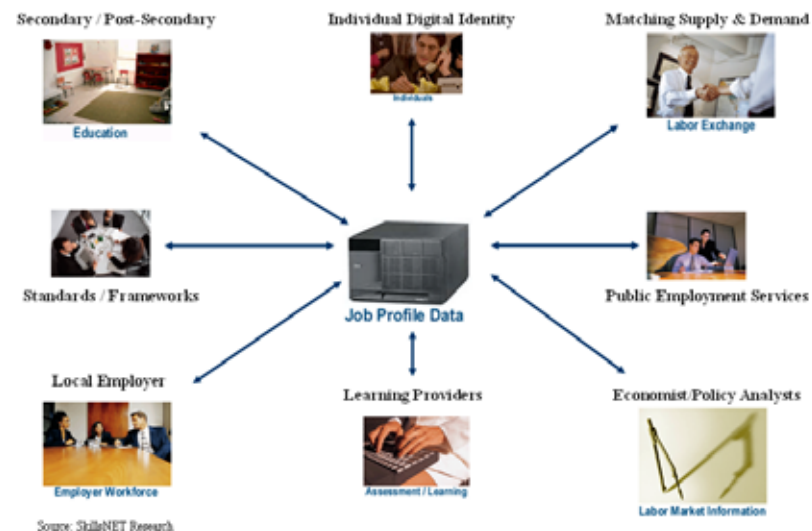 Secondary / Post-Secondary
Individual Digital Identity
Matching Supply & Demand
Individuals
Education
Labor Exchange
Standards / Frameworks
Job Profile Data
Public Employment Services
Local Employer
Learning Providers
Economist/Policy Analysts
Employer Workforce
Assessment / Learning
Labor Market Information
Source: SkillsNET Research